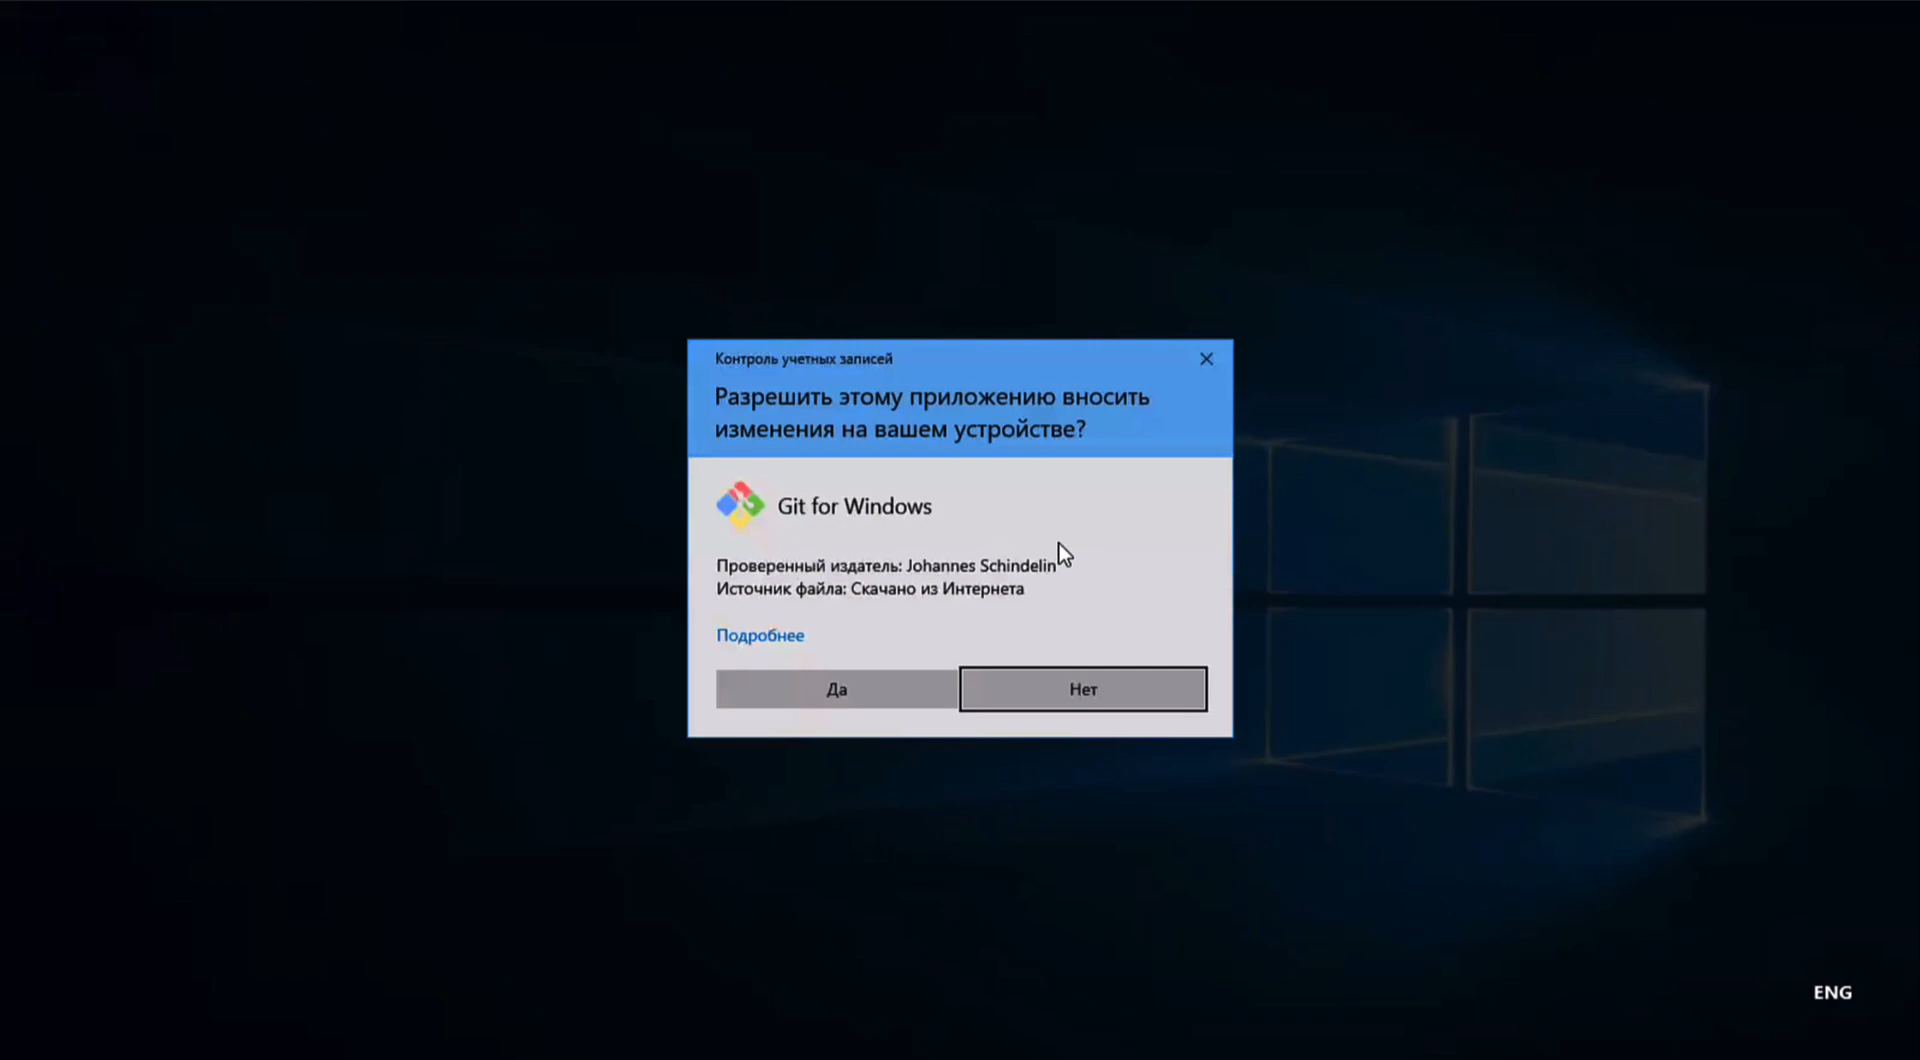 Контроль учетных записей
Разрешить этому приложению вносить
изменения на вашем устройстве?
Git for Windows
Проверенный издатель: Johannes Schindelin
Источник файла: Скачано из Интернета
Подробнее
Да
Нет
ENG